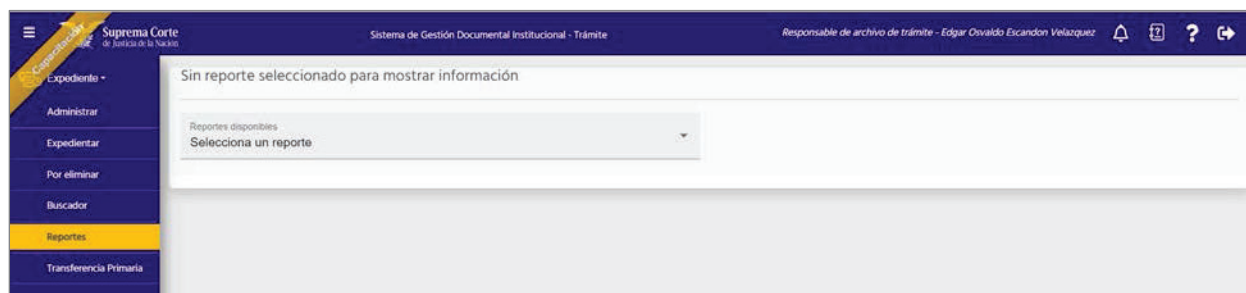 Capacitación
Suprema Corte
de Justicia de la Nación
Sistema de Gestión Documental Institucional - Trámite
Responsable de archivo de trámite - Edgar Osvaldo Escandon Velazquez
Expediente
Sin reporte seleccionado para mostrar información
Administrar
Reportes disponibles
Selecciona un reporte
Expedientar
Por eliminar
Buscador
Reportes
Transferencia Primaria